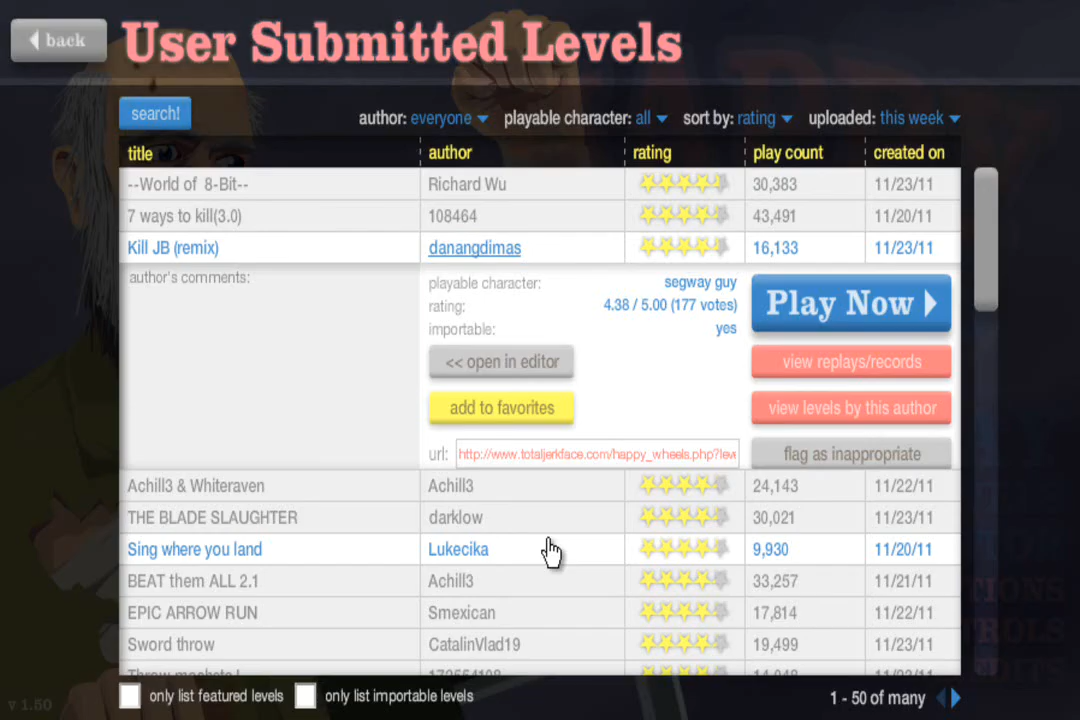 back
User Submitted Levels
search!
author: everyone playable character: all sort by: rating uploaded: this week
title author rating play count created on
--World of 8-Bit-- Richard Wu 30,383 11/23/11
7 ways to kill(3.0) 108464 43,491 11/20/11
Kill JB (remix) danangdimas 16,133 11/23/11
author's comments:
playable character: segway guy
rating: 4.38 / 5.00 (177 votes)
importable: yes
Play Now
<< open in editor
view replays/records
add to favorites
view levels by this author
url: http://www.totaljerkface.com/happy_wheels.php?leve
flag as inappropriate
Achill3 & Whiteraven Achill3 24,143 11/22/11
THE BLADE SLAUGHTER darklow 30,021 11/23/11
Sing where you land Lukecika 9,930 11/20/11
BEAT them ALL 2.1 Achill3 33,257 11/21/11
EPIC ARROW RUN Smexican 17,814 11/22/11
Sword throw CatalinVlad19 19,499 11/23/11
only list featured levels only list importable levels
1 - 50 of many
v 1.50